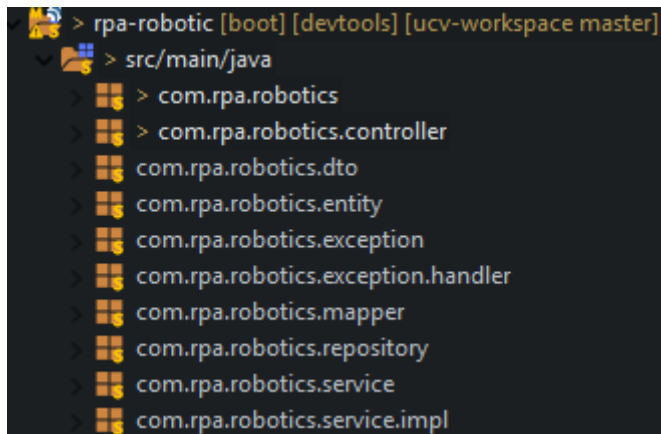 > rpa-robotic [boot] [devtools] [ucv-workspace master]
> src/main/java
> com.rpa.robotics
> com.rpa.robotics.controller
com.rpa.robotics.dto
com.rpa.robotics.entity
com.rpa.robotics.exception
com.rpa.robotics.exception.handler
com.rpa.robotics.mapper
com.rpa.robotics.repository
com.rpa.robotics.service
com.rpa.robotics.service.impl